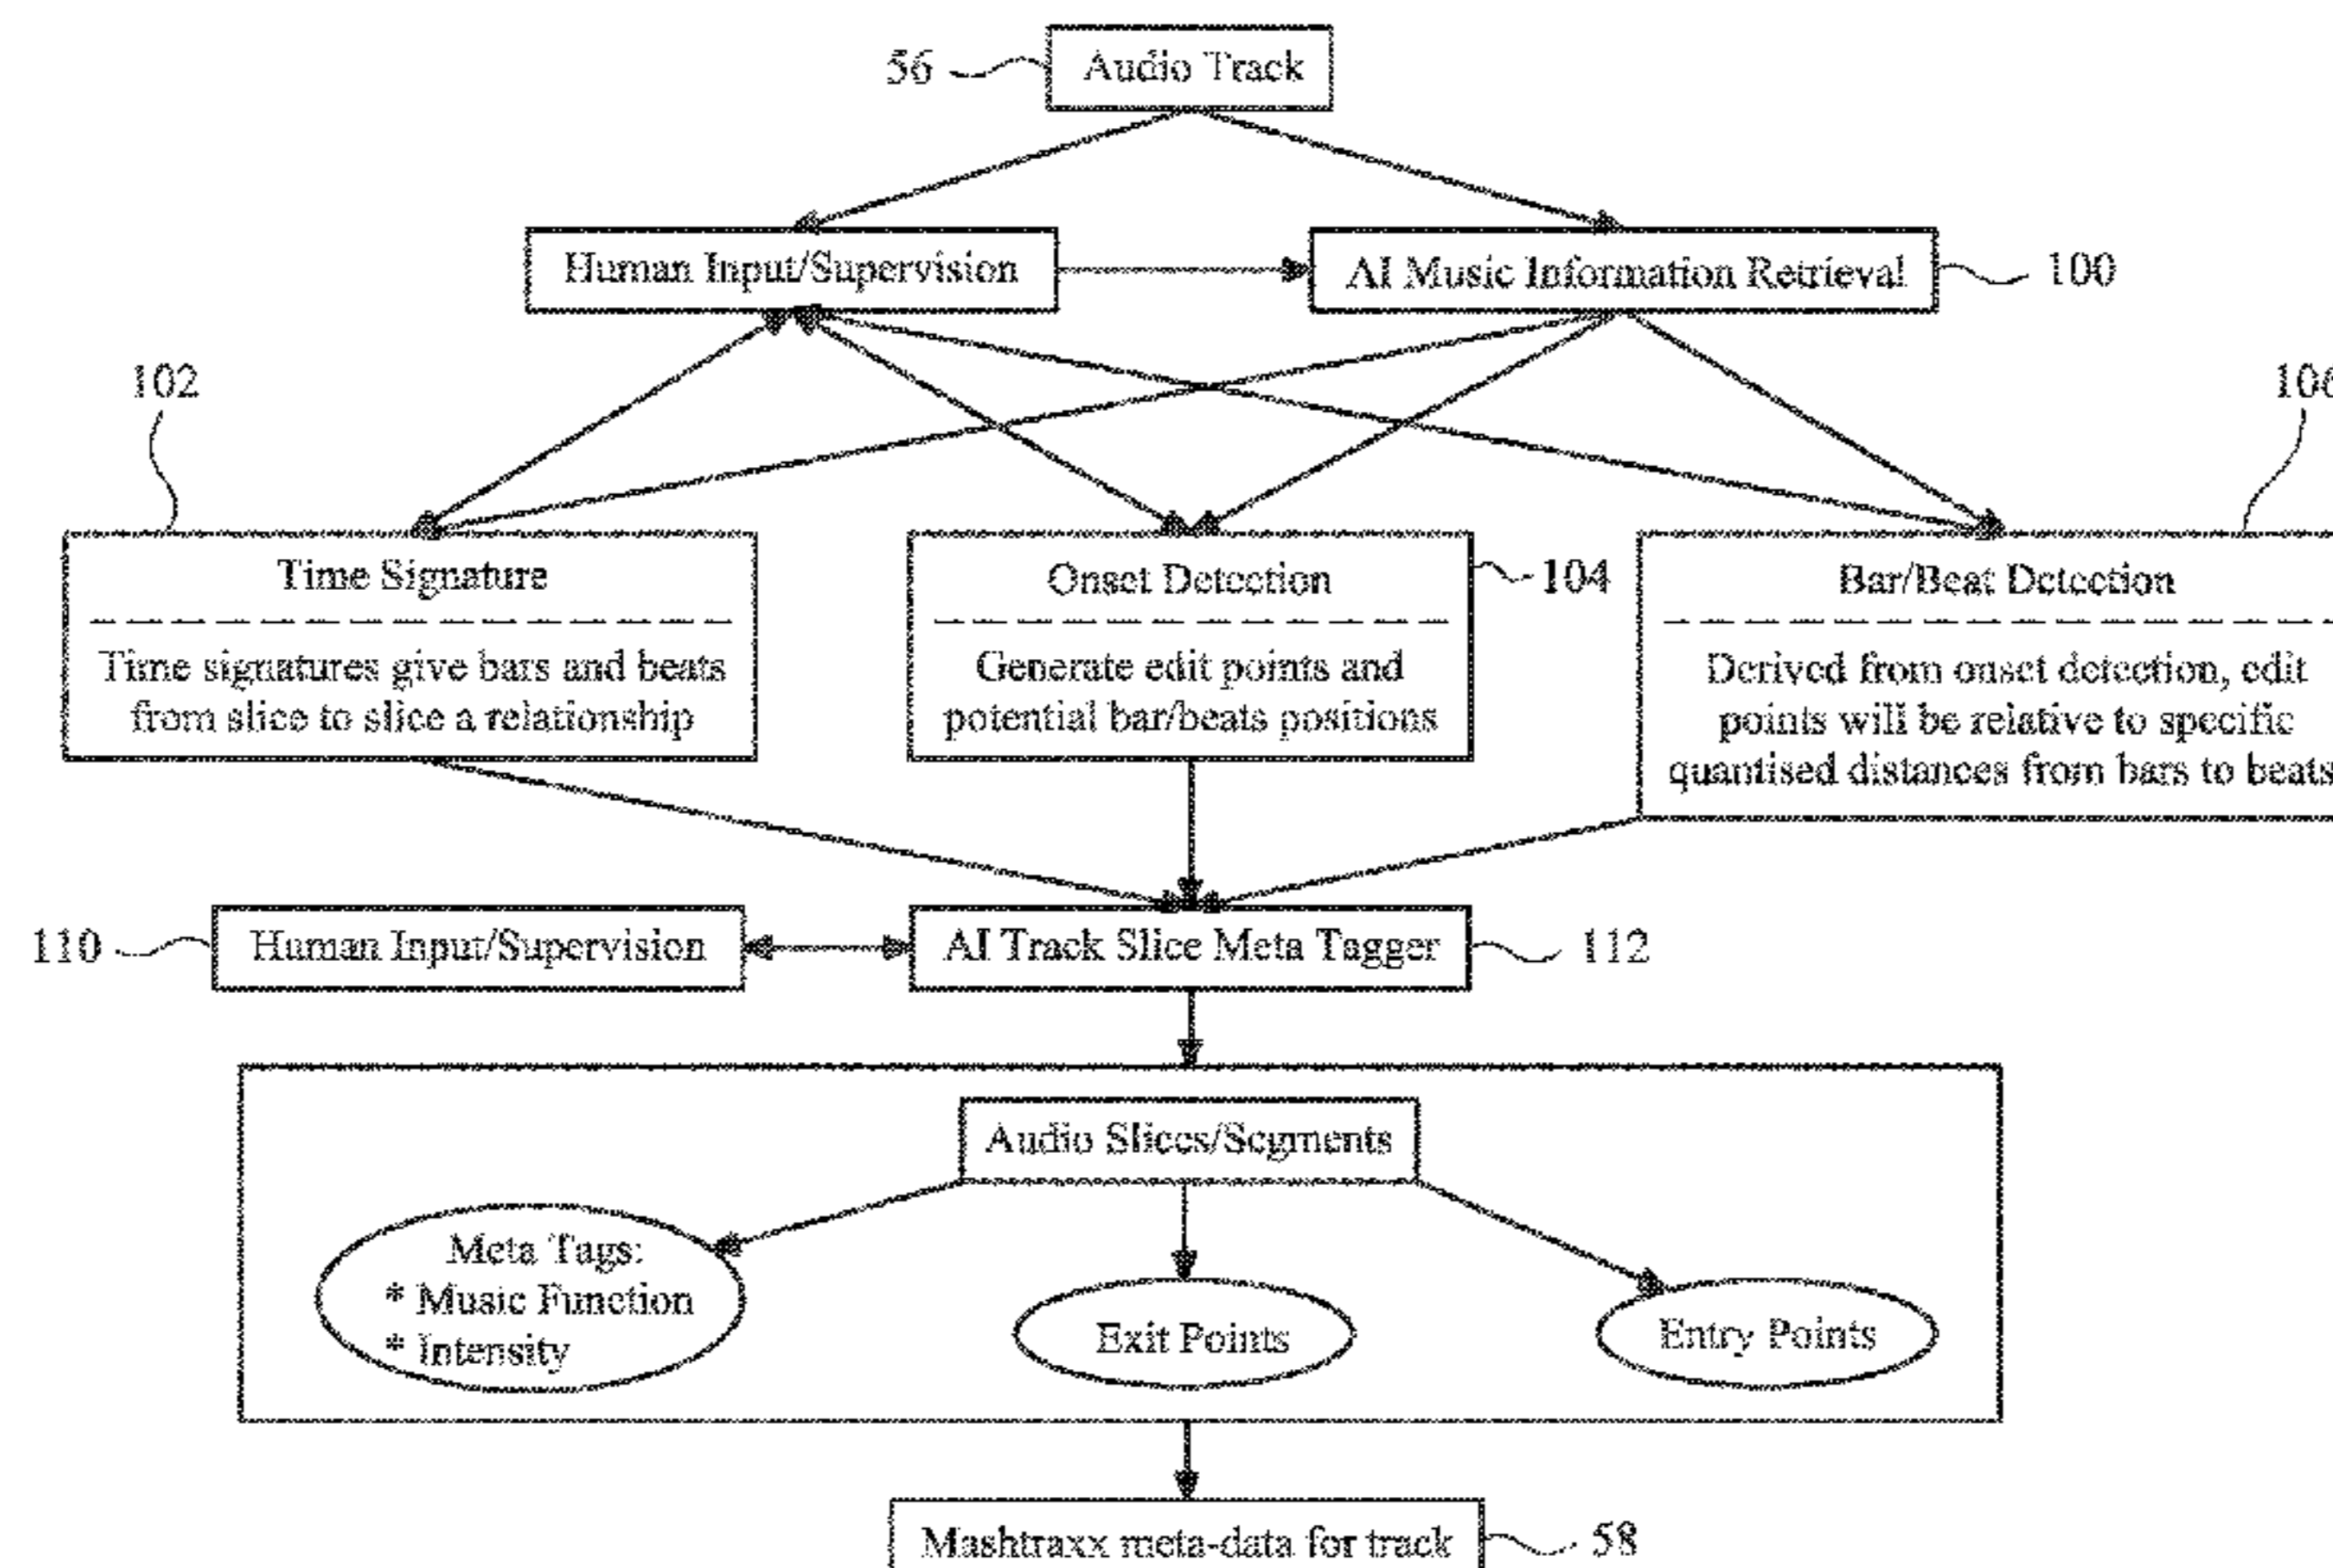 56
Audio Track
Human Input/Supervision
AI Music Information Retrieval
100
102
106
Time Signature
Time signatures give bars and beats
from slice to slice a relationship
Onset Detection
Generate edit points and
potential bar/beats positions
104
Bar/Beat Detection
Derived from onset detection, edit
points will be relative to specific
quantised distances from bars to beats
110
Human Input/Supervision
AI Track Slice Meta Tagger
112
Audio Slices/Segments
Meta Tags:
* Music Function
* Intensity
Exit Points
Entry Points
Mashtraxx meta-data for track
58